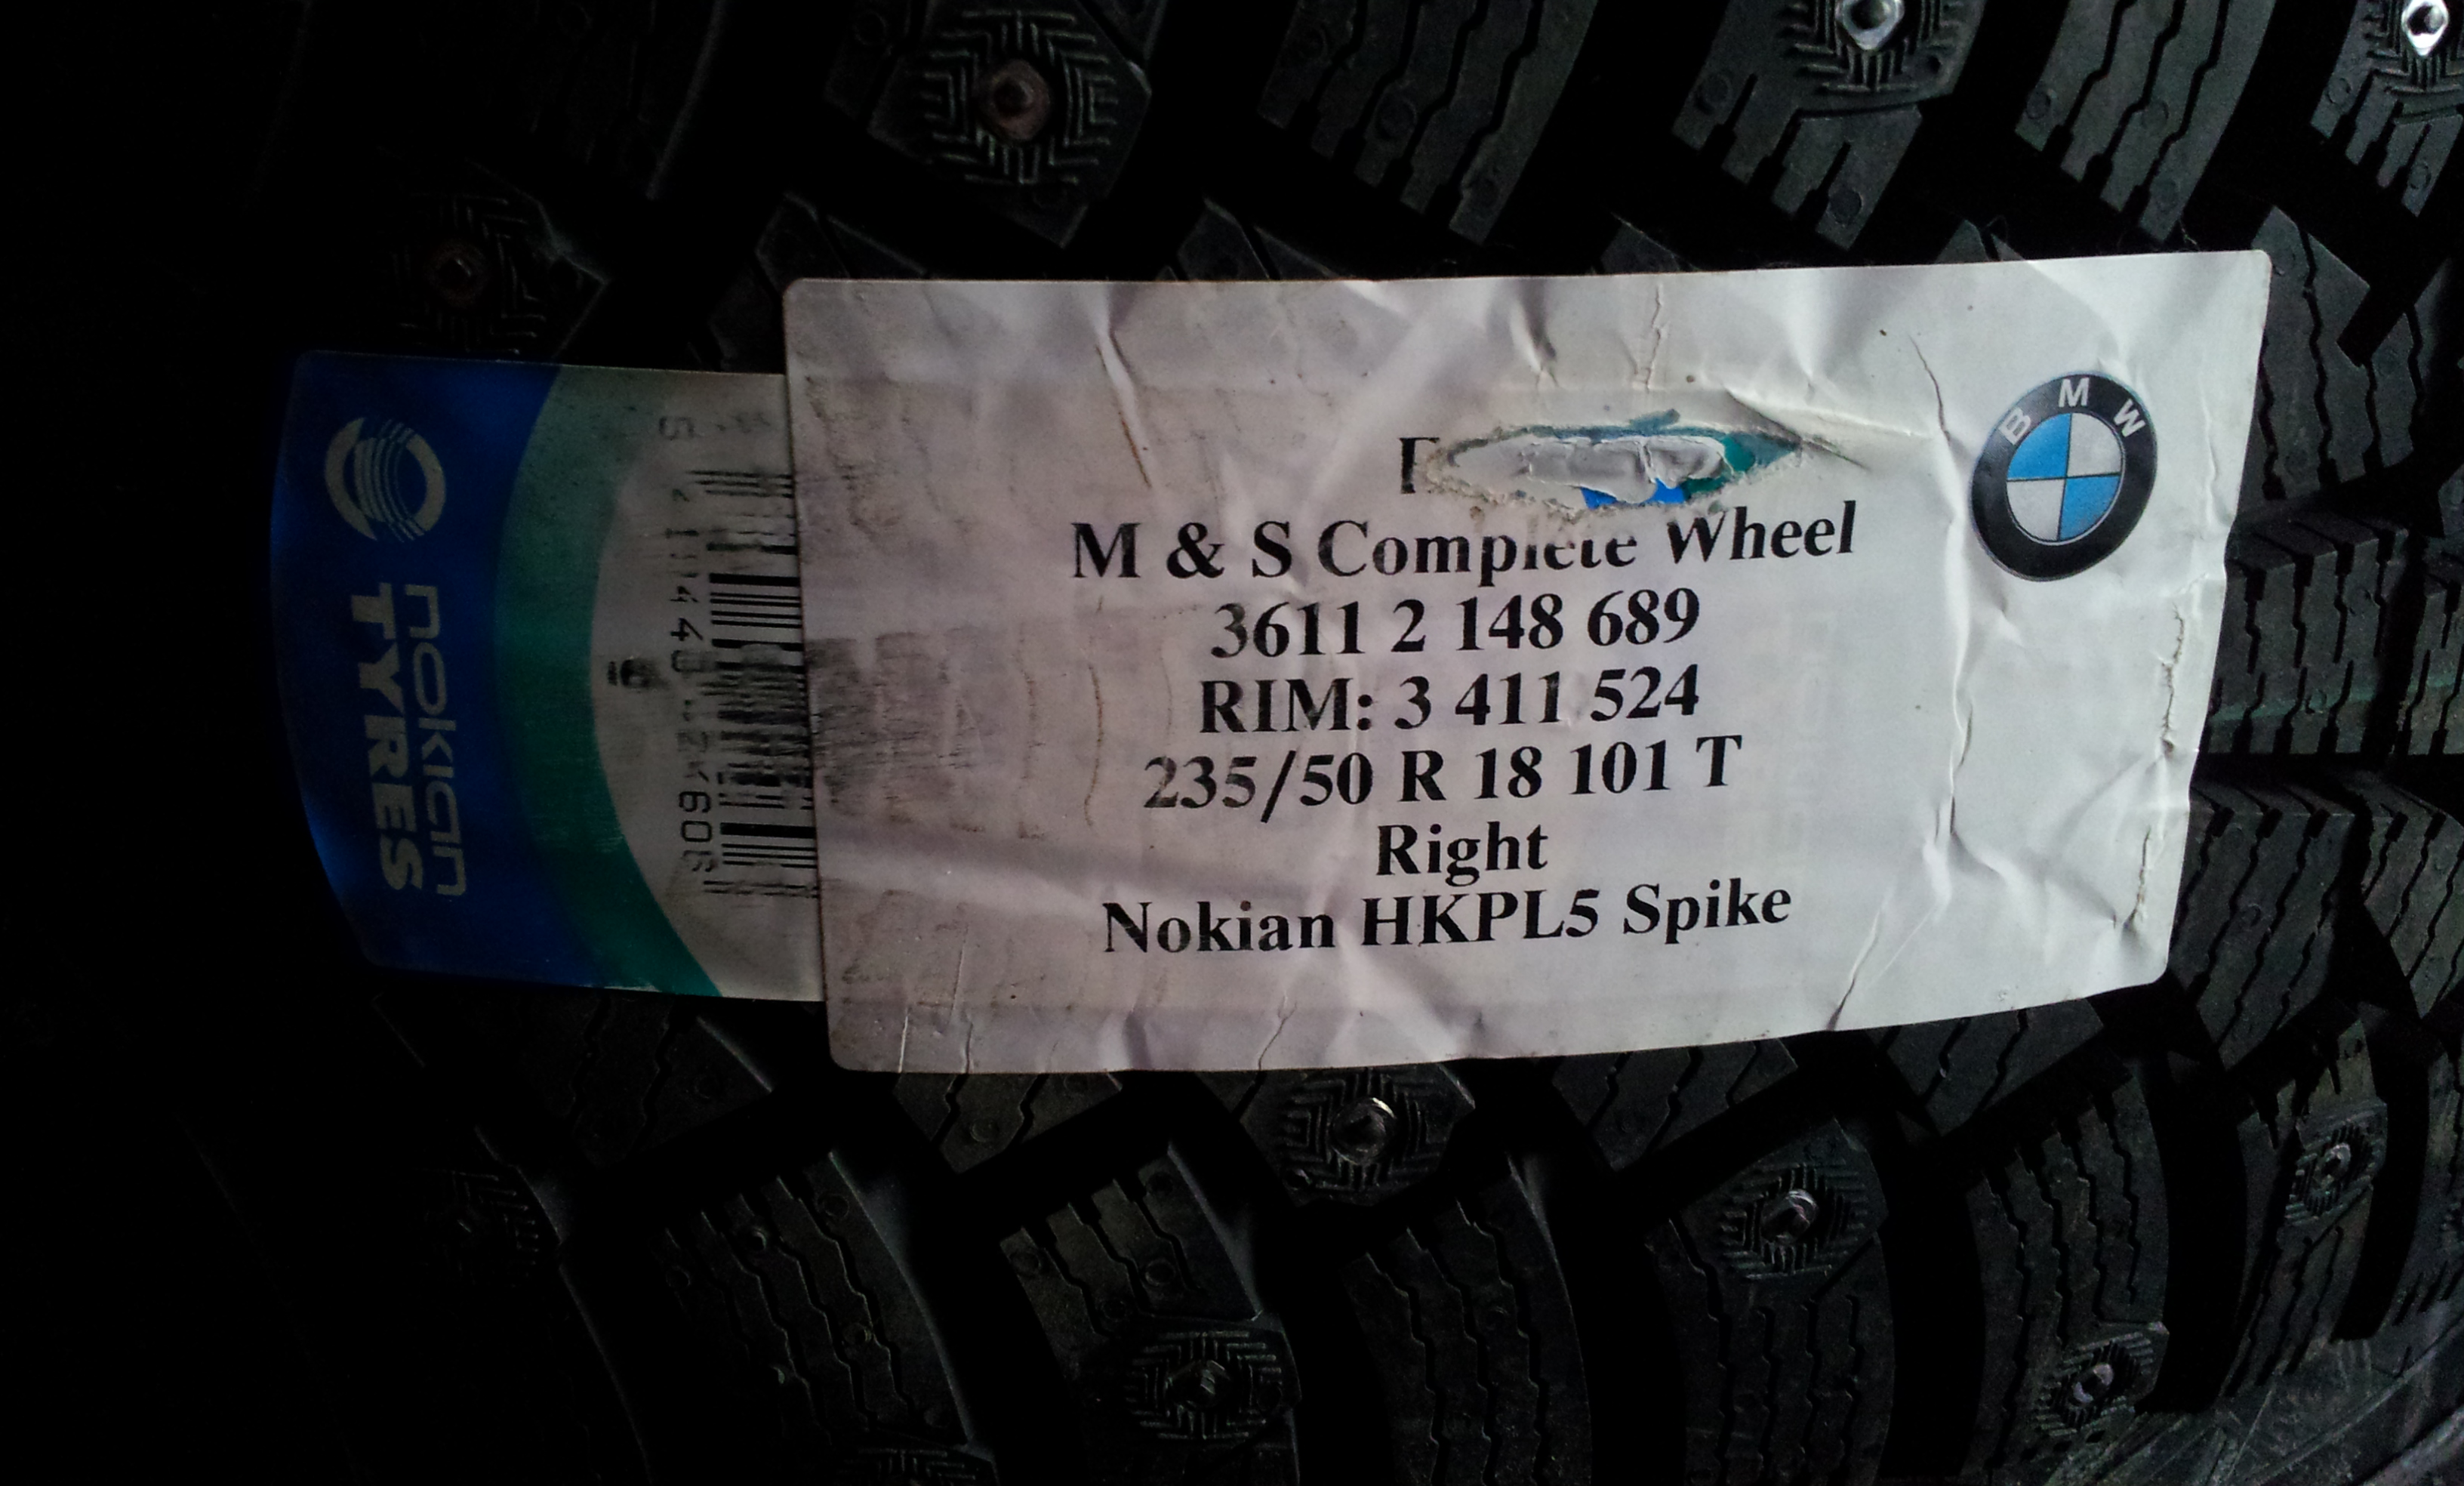 nokian
TYRES
BMW
M & S Complete Wheel
3611 2 148 689
RIM: 3 411 524
235/50 R 18 101 T
Right
Nokian HKPL5 Spike